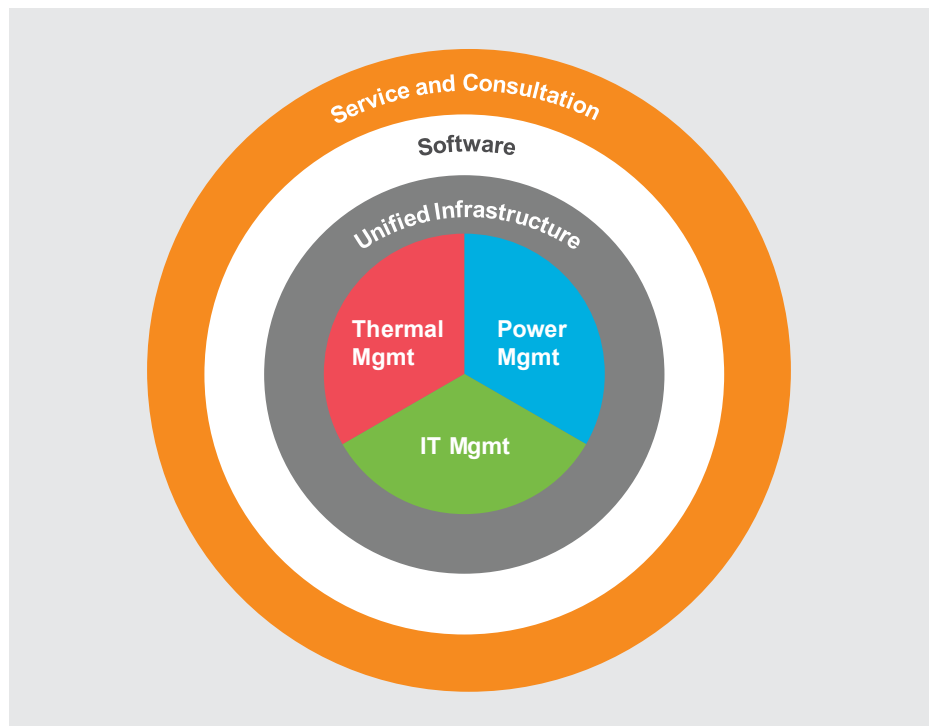 Service and Consultation
Software
Unified Infrastructure
Thermal
Mgmt
Power
Mgmt
IT Mgmt